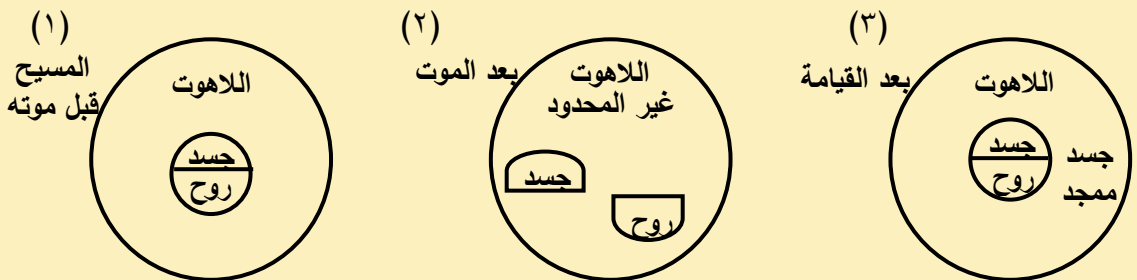 (١)
المسيح
قبل موته
اللاهوت
جسد
روح
(٢)
بعد الموت
اللاهوت
غير المحدود
جسد
روح
(٣)
بعد القيامة
اللاهوت
جسد
روح
جسد
ممجد